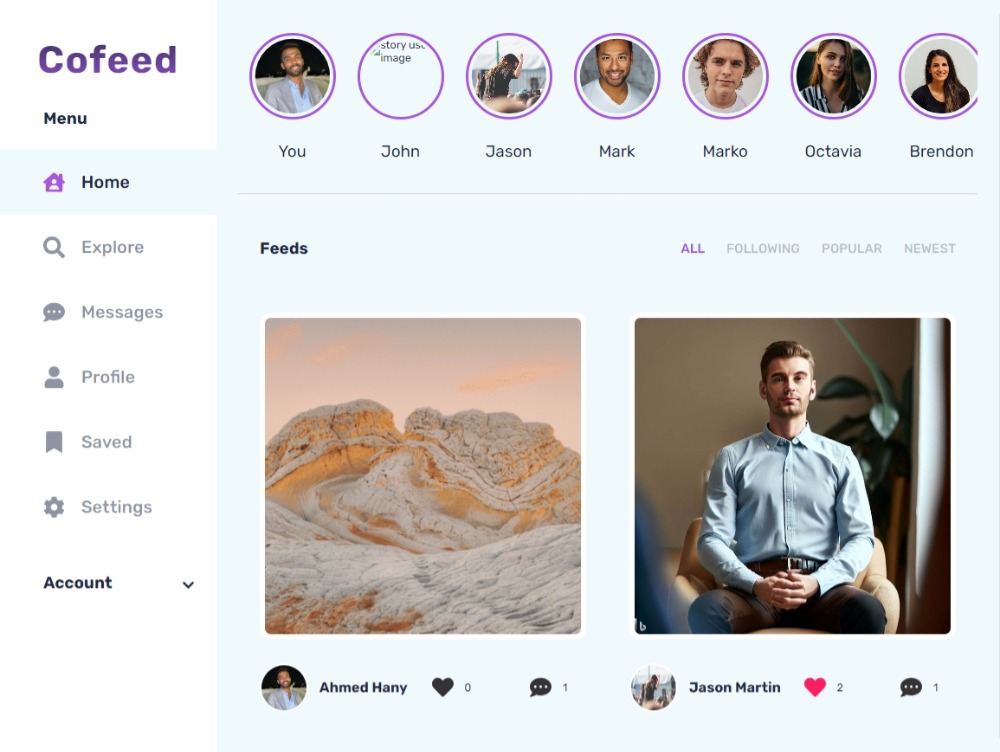 Cofeed
Menu
Home
Explore
Messages
Profile
Saved
Settings
Account
story use
image
You
John
Jason
Mark
Marko
Octavia
Brendon
Feeds
ALL
FOLLOWING
POPULAR
NEWEST
b
Ahmed Hany
0
1
Jason Martin
2
1